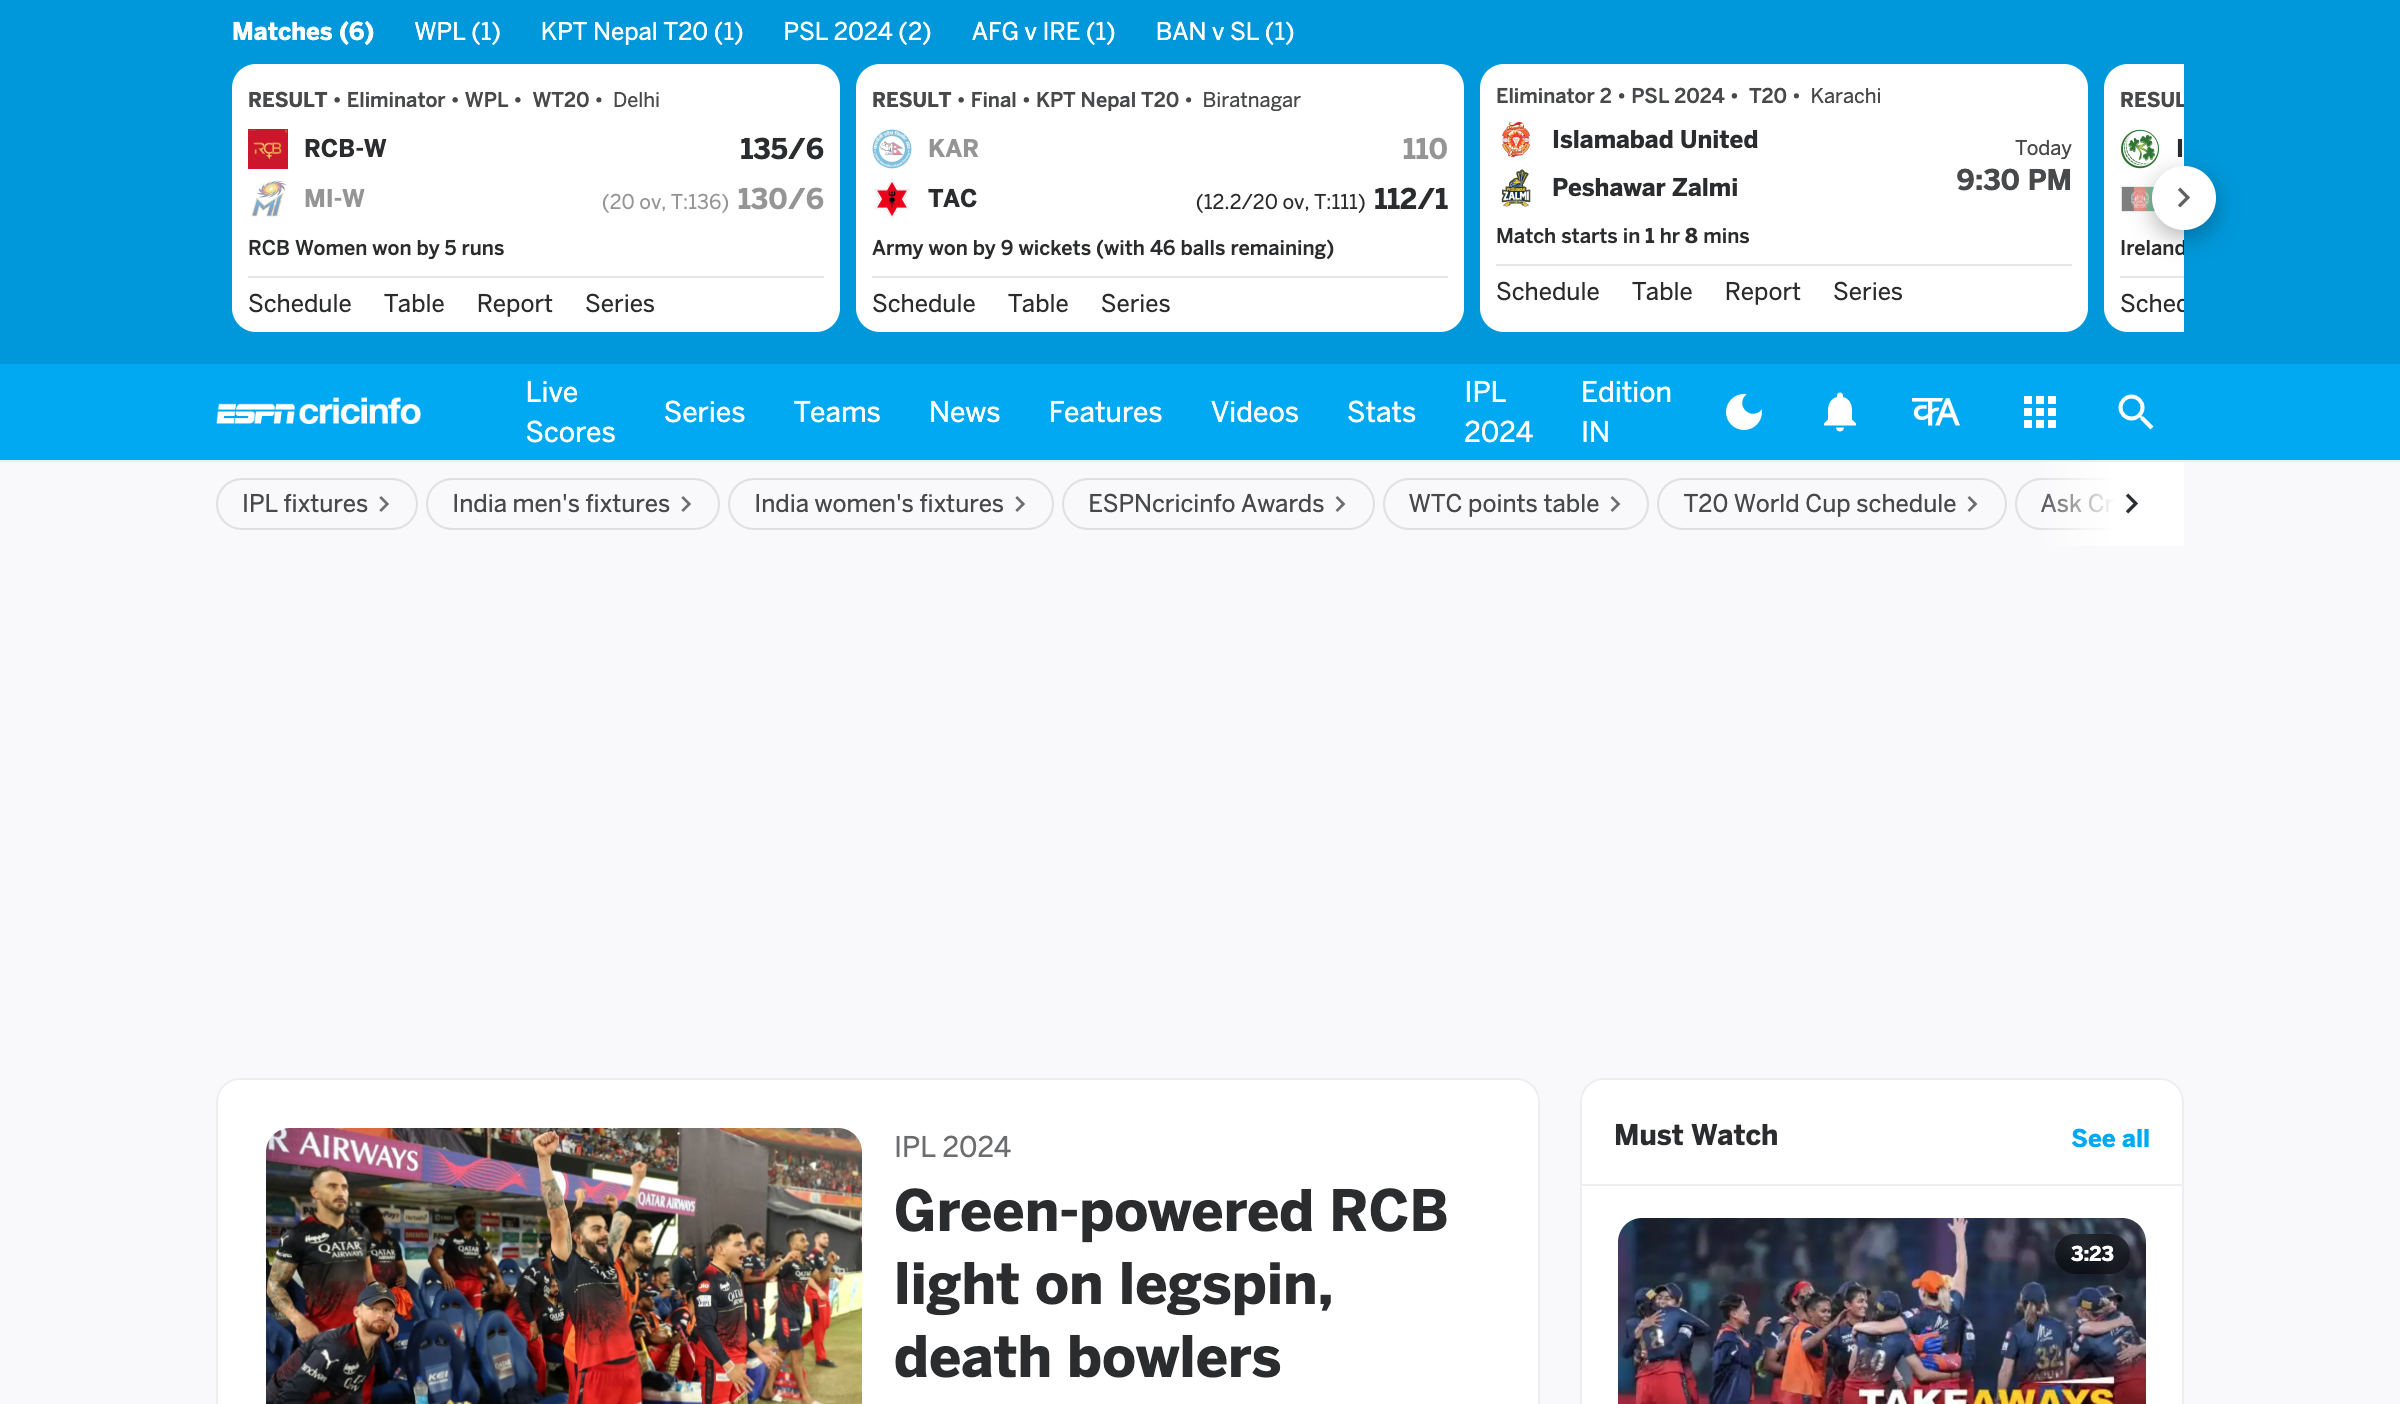 Matches (6) WPL (1) KPT Nepal T20 (1) PSL 2024 (2) AFG v IRE (1) BAN v SL (1)
RESULT • Eliminator • WPL • WT20 • Delhi
RCB-W 135/6
MI-W (20 ov, T:136) 130/6
RCB Women won by 5 runs
Schedule Table Report Series
RESULT • Final • KPT Nepal T20 • Biratnagar
KAR 110
TAC (12.2/20 ov, T:111) 112/1
Army won by 9 wickets (with 46 balls remaining)
Schedule Table Series
Eliminator 2 • PSL 2024 • T20 • Karachi
Islamabad United
Peshawar Zalmi
Today
9:30 PM
Match starts in 1 hr 8 mins
Schedule Table Report Series
RESUL
Ireland
Sched
ESPN cricinfo
Live Scores
Series
Teams
News
Features
Videos
Stats
IPL 2024
Edition IN
IPL fixtures
India men's fixtures
India women's fixtures
ESPNcricinfo Awards
WTC points table
T20 World Cup schedule
Ask Cr
R AIRWAYS
QATAR AIRWAYS
QATAR AIRWAYS
IPL 2024
Green-powered RCB
light on legspin,
death bowlers
Must Watch
See all
3:23
TAKEAWAYS